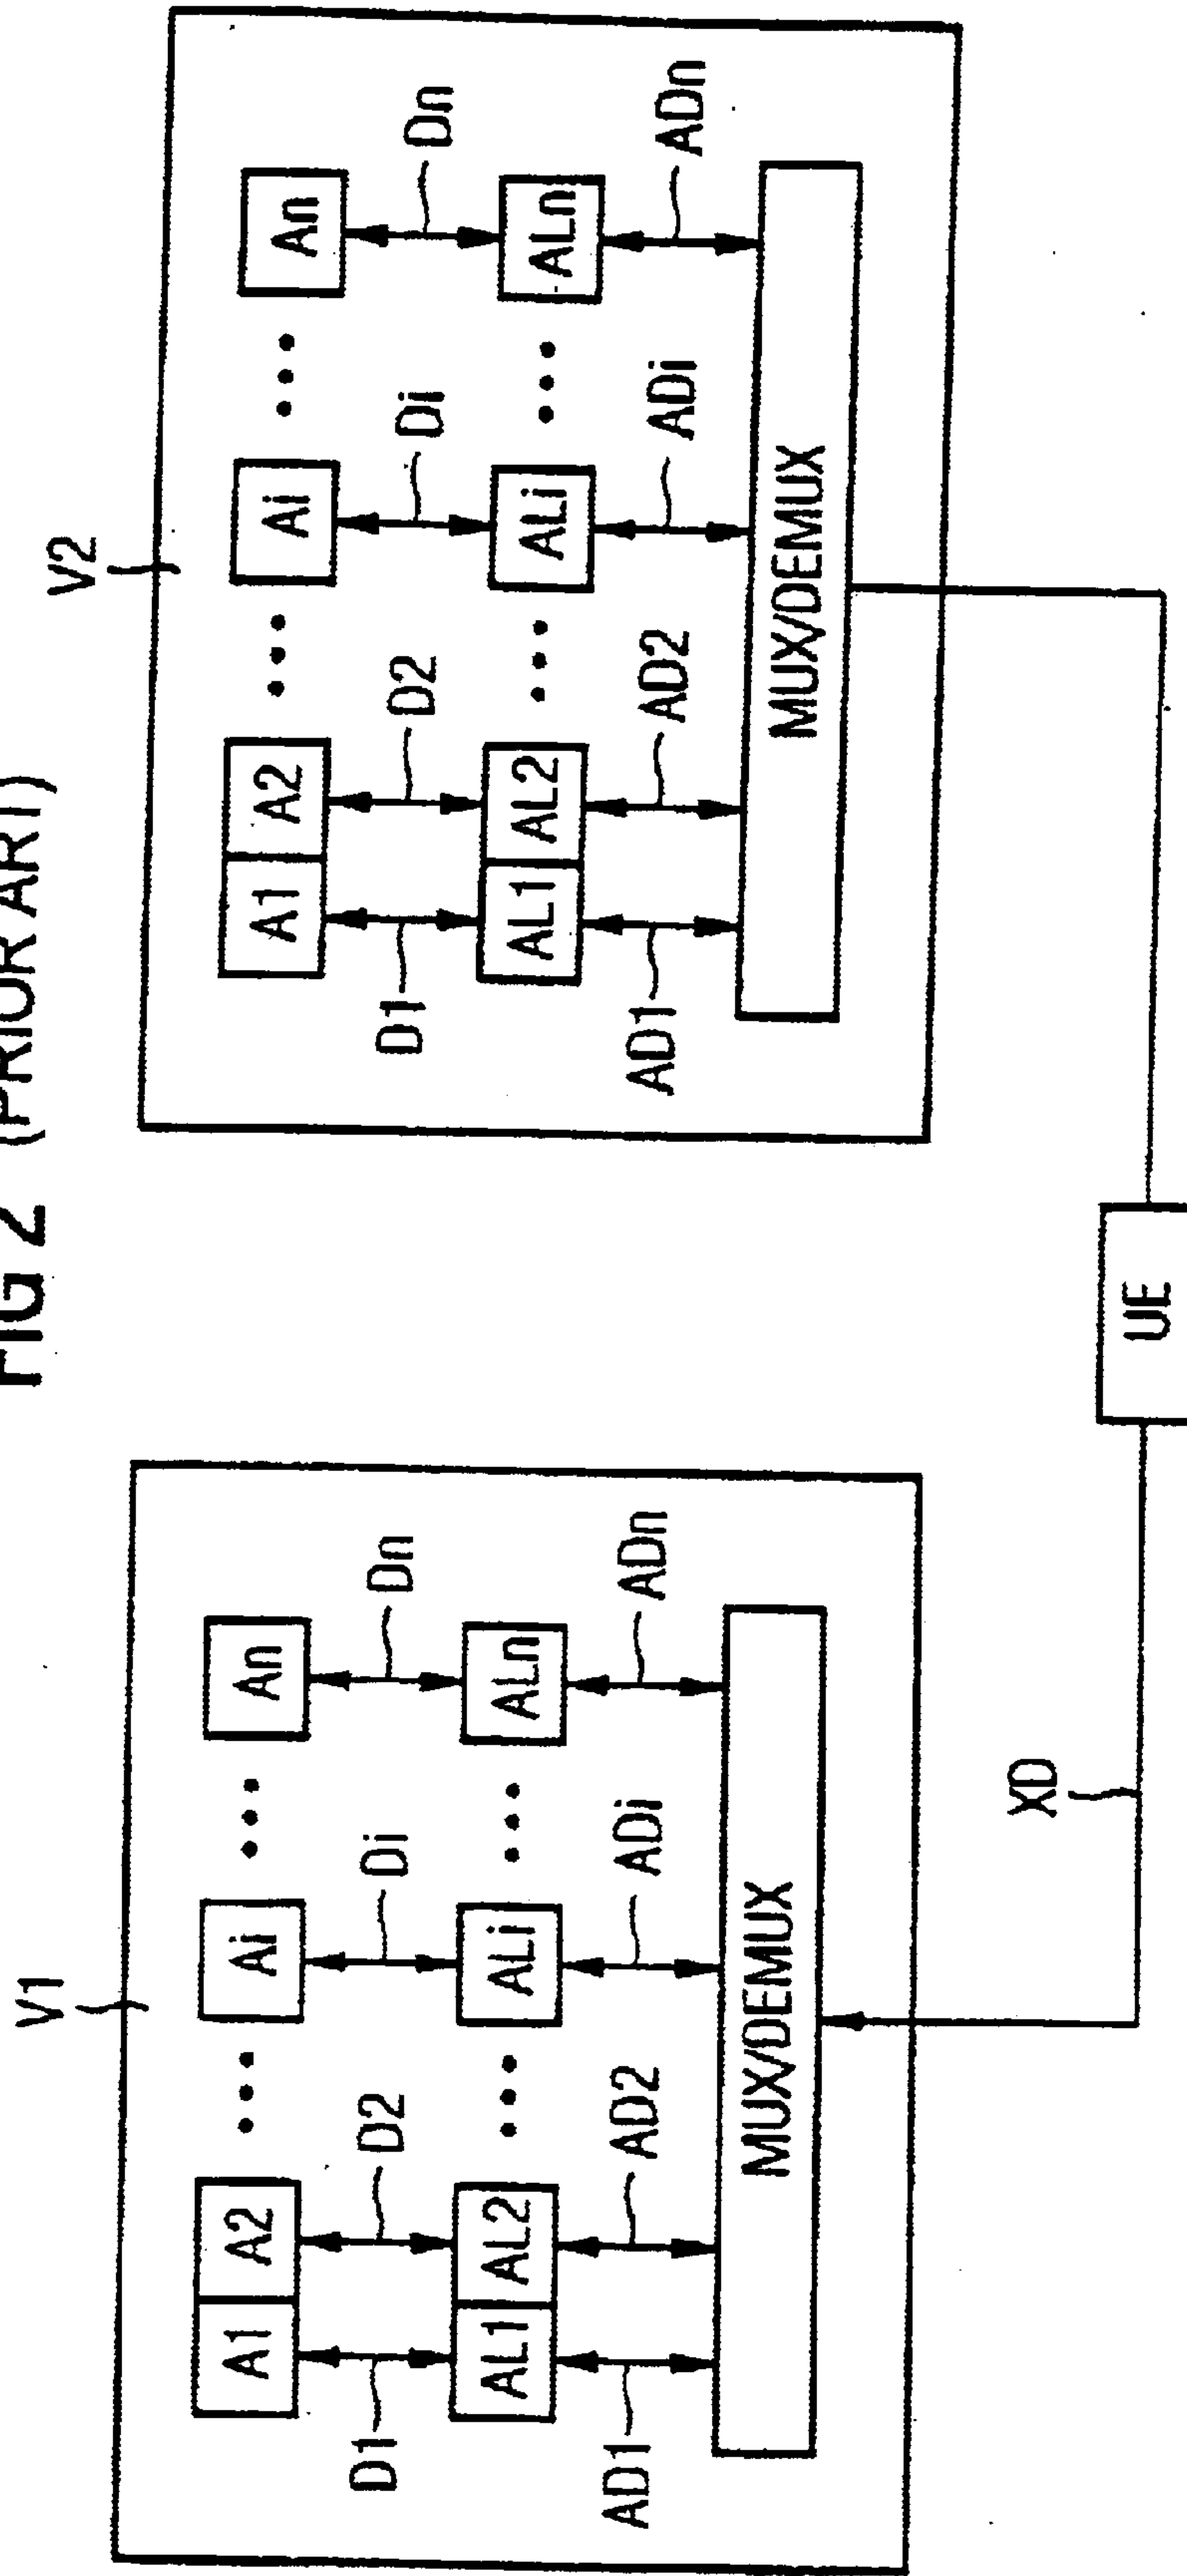 FIG 2 (PRIOR ART)
V1
A1 A2 ••• Ai ••• An
D1 D2 Di Dn
AL1 AL2 ••• ALi ••• ALn
AD1 AD2 ADi ADn
MUX/DEMUX
XD
V2
A1 A2 ••• Ai ••• An
D1 D2 Di Dn
AL1 AL2 ••• ALi ••• ALn
AD1 AD2 ADi ADn
MUX/DEMUX
UE